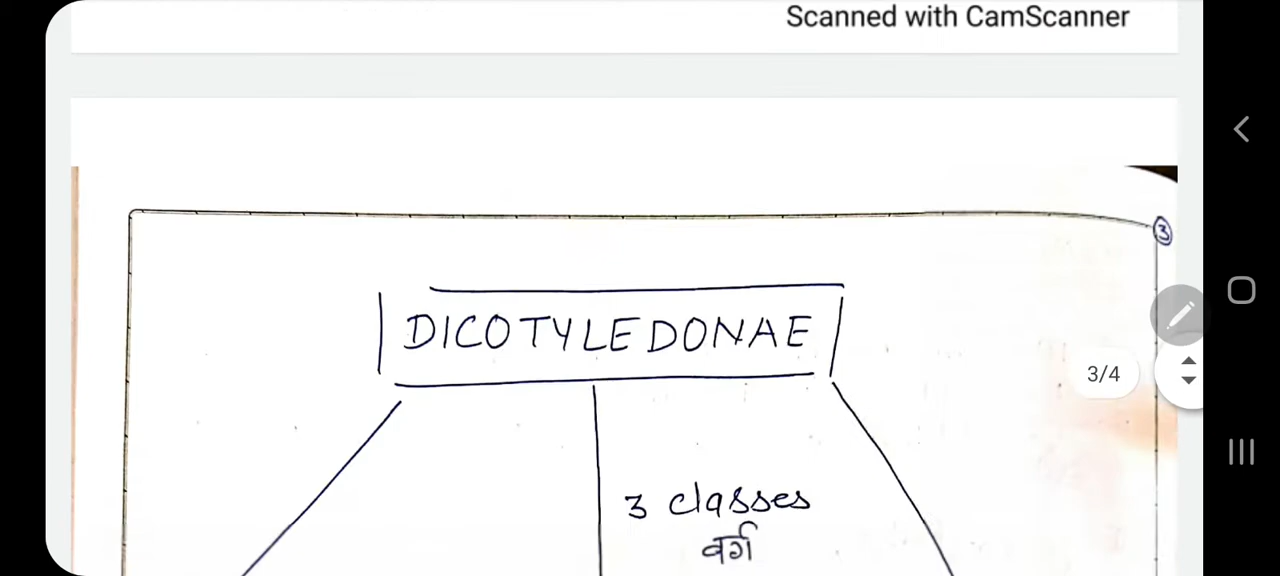 Scanned with CamScanner
3
DICOTYLEDONAE
3/4
3 classes
वर्ग